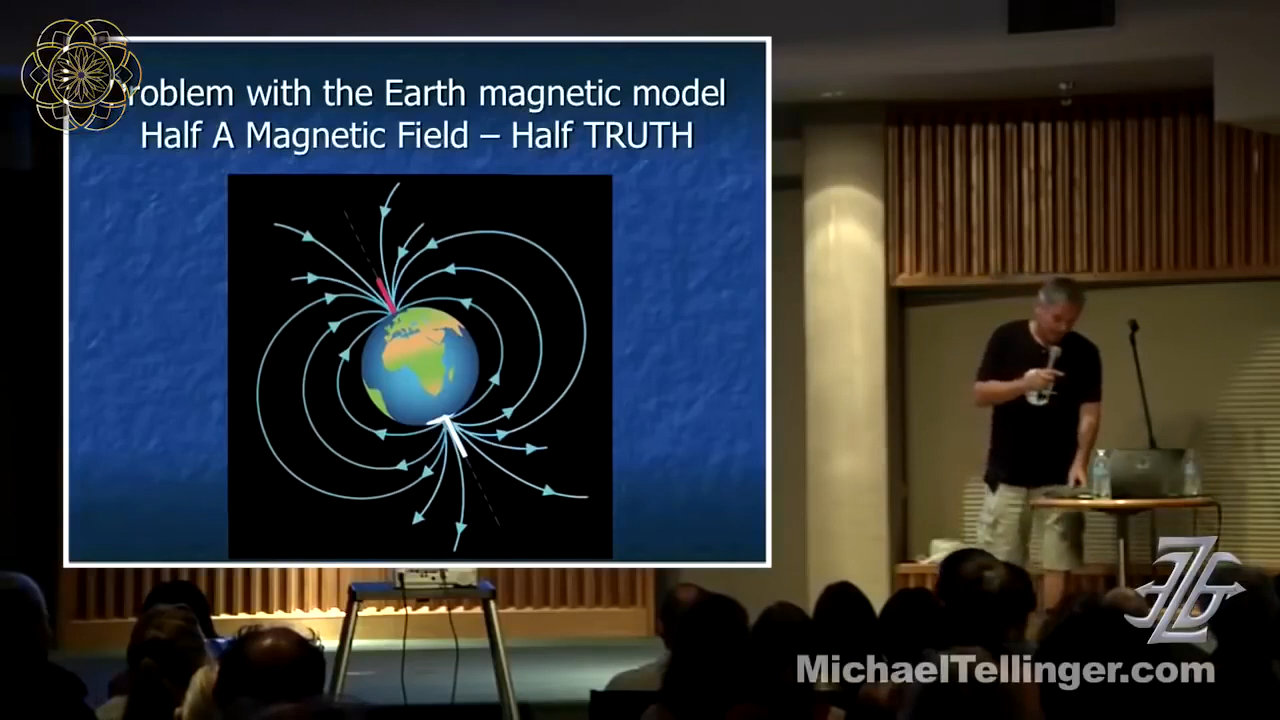 roblem with the Earth magnetic model
Half A Magnetic Field – Half TRUTH
MichaelTellinger.com